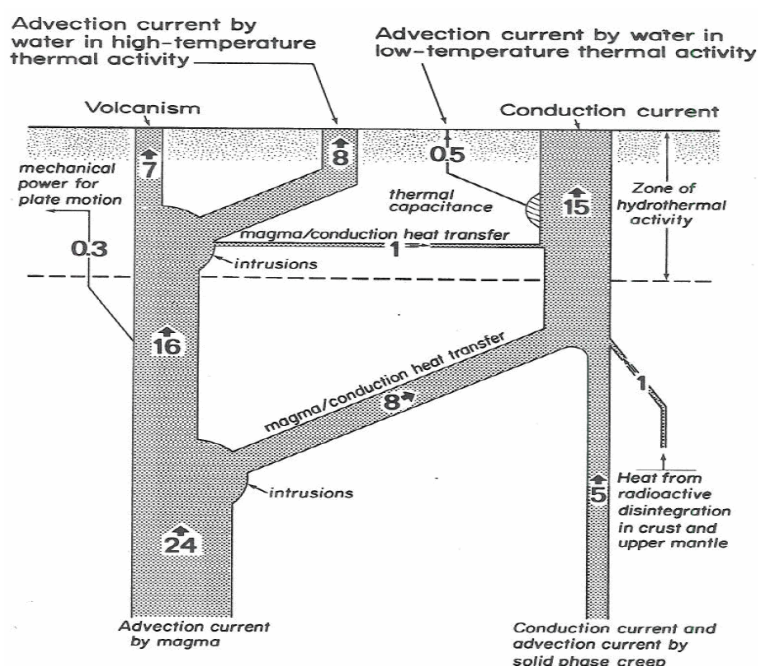 Advection current by
water in high-temperature
thermal activity
Advection current by water in
low-temperature thermal activity
Volcanism
Conduction current
7
8
0.5
15
mechanical
power for
plate motion
0.3
thermal
capacitance
Zone of
hydrothermal
activity
magma/conduction heat transfer
1
intrusions
16
magma/conduction heat transfer
8
1
intrusions
5
Heat from
radioactive
disintegration
in crust and
upper mantle
24
Advection current
by magma
Conduction current and
advection current by
solid phase creep